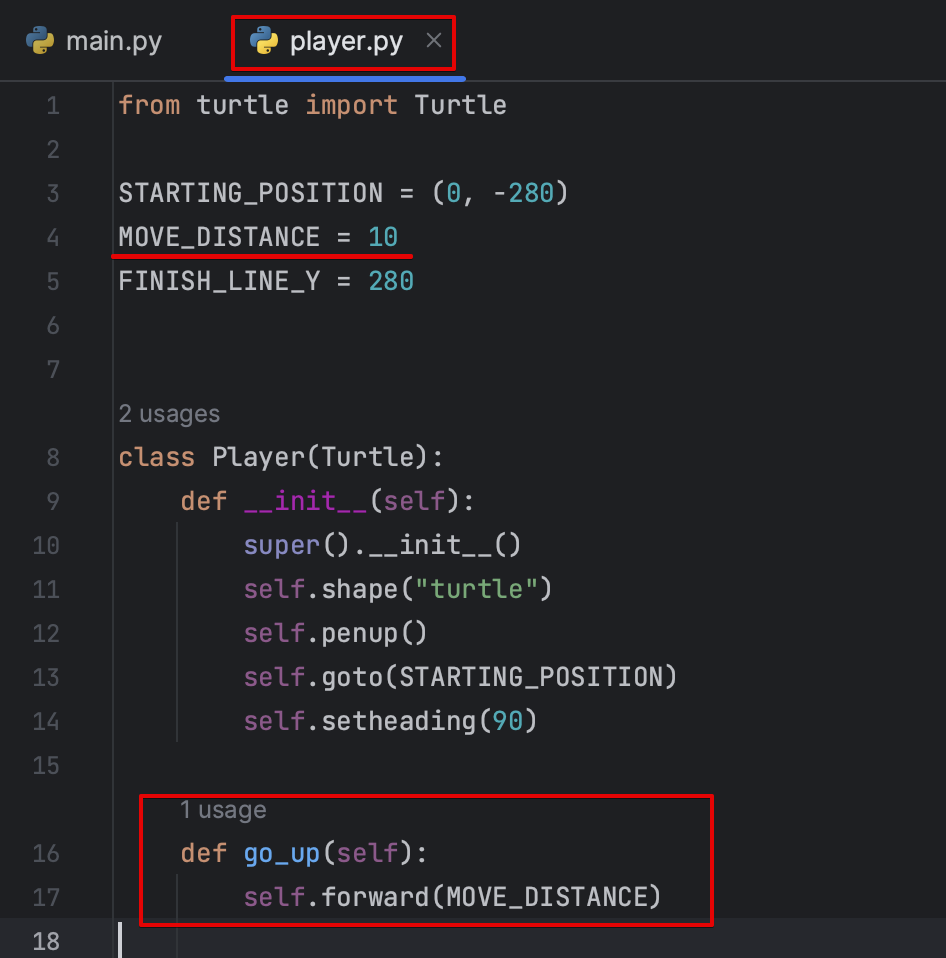 main.py player.py
1 from turtle import Turtle
2
3 STARTING_POSITION = (0, -280)
4 MOVE_DISTANCE = 10
5 FINISH_LINE_Y = 280
6
7
2 usages
8 class Player(Turtle):
9     def __init__(self):
10         super().__init__()
11         self.shape("turtle")
12         self.penup()
13         self.goto(STARTING_POSITION)
14         self.setheading(90)
15
1 usage
16     def go_up(self):
17         self.forward(MOVE_DISTANCE)
18